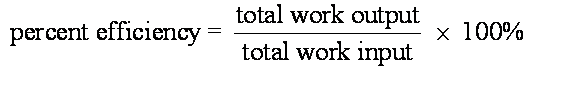 total work output
percent efficiency = × 100%
total work input